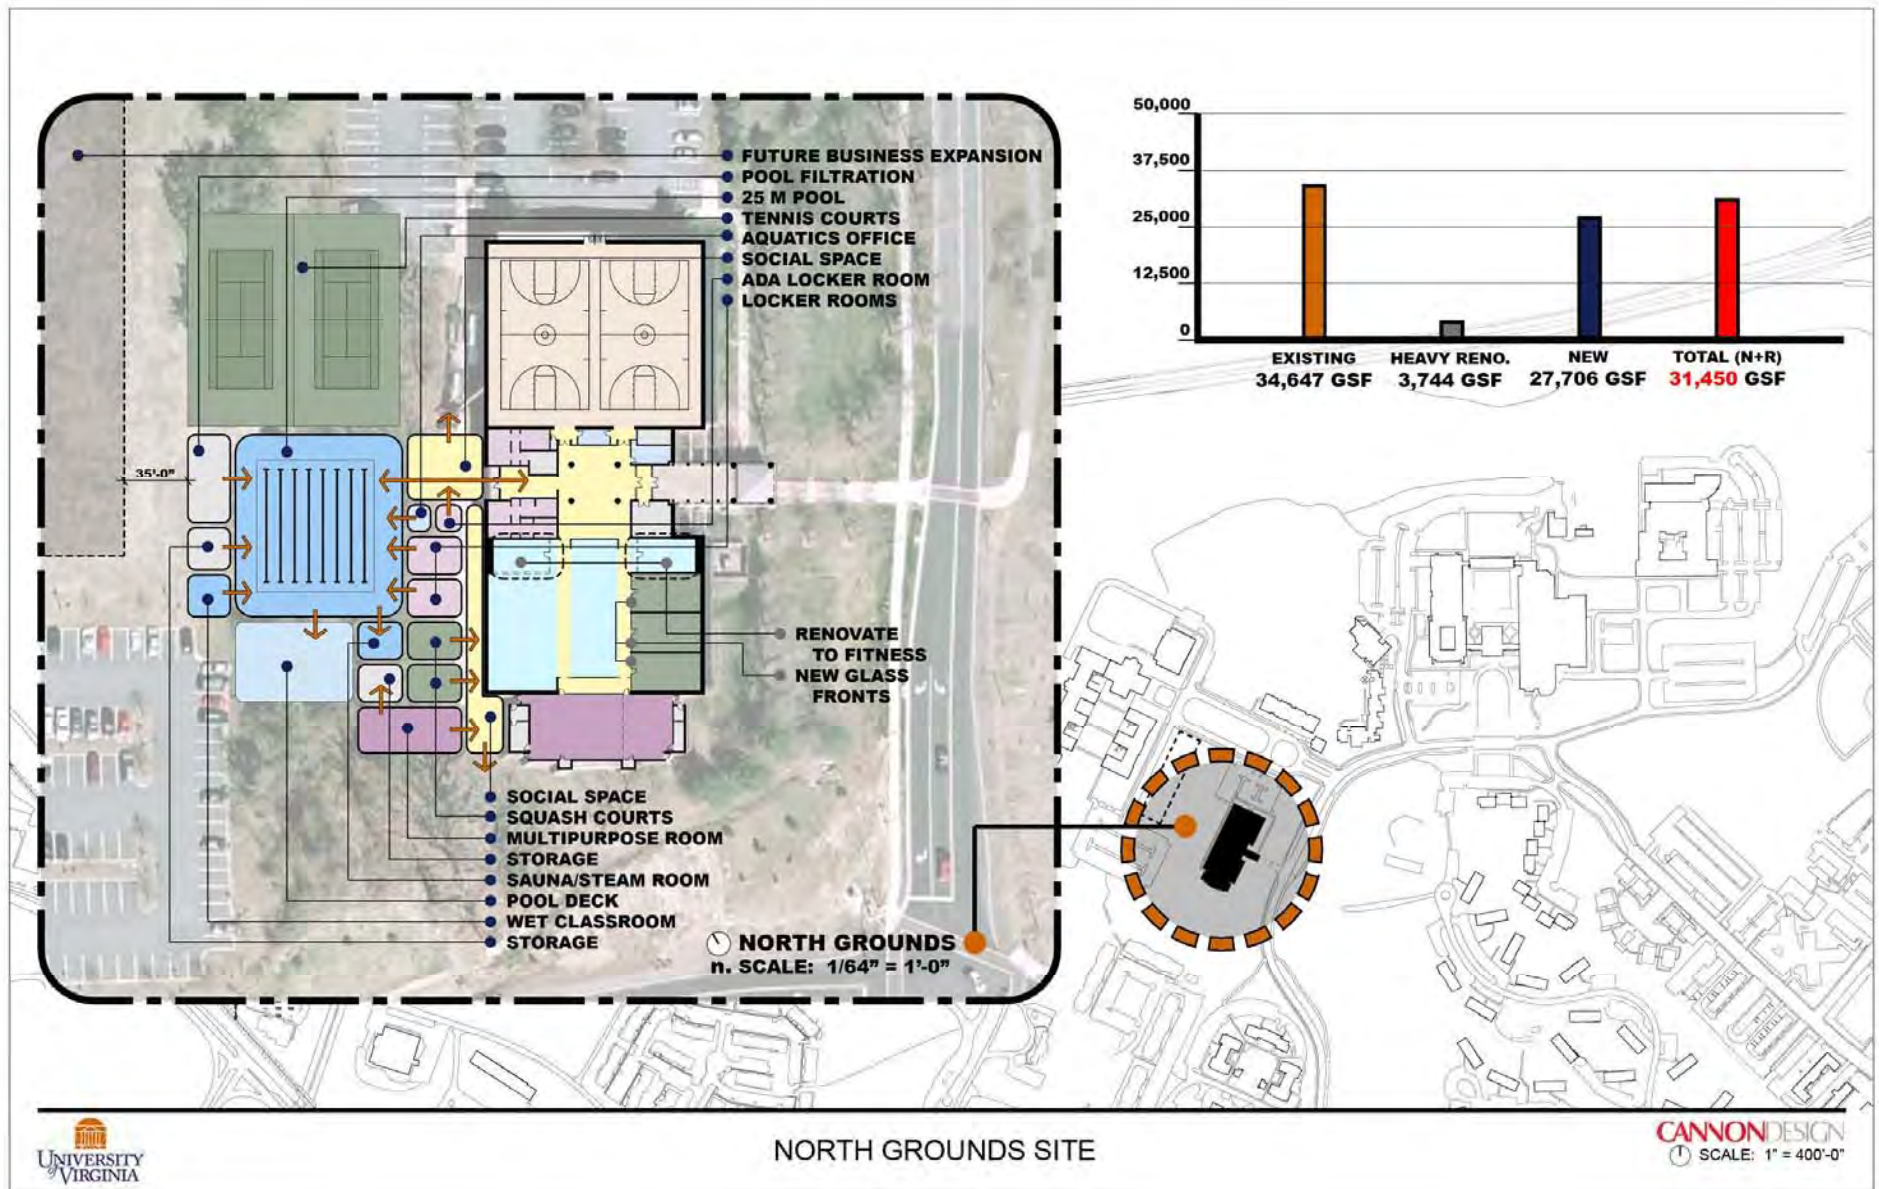 FUTURE BUSINESS EXPANSION
POOL FILTRATION
25 M POOL
TENNIS COURTS
AQUATICS OFFICE
SOCIAL SPACE
ADA LOCKER ROOM
LOCKER ROOMS
35'-0"
RENOVATE
TO FITNESS
NEW GLASS
FRONTS
SOCIAL SPACE
SQUASH COURTS
MULTIPURPOSE ROOM
STORAGE
SAUNA/STEAM ROOM
POOL DECK
WET CLASSROOM
STORAGE
NORTH GROUNDS
n. SCALE: 1/64" = 1'-0"
50,000
37,500
25,000
12,500
0
EXISTING
34,647 GSF
HEAVY RENO.
3,744 GSF
NEW
27,706 GSF
TOTAL (N+R)
31,450 GSF
UNIVERSITY
of VIRGINIA
NORTH GROUNDS SITE
CANNONDESIGN
SCALE: 1" = 400'-0"